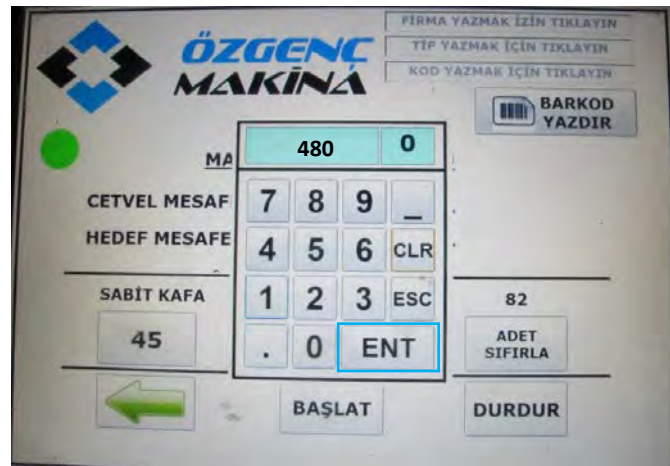 FİRMA YAZMAK İZİN TIKLAYIN
ÖZGENÇ
MAKİNA
TİP YAZMAK İÇİN TIKLAYIN
KOD YAZMAK İÇİN TIKLAYIN
BARKOD
YAZDIR
480 0
MA
CETVEL MESAF
7 8 9 _
HEDEF MESAFE
4 5 6 CLR
SABİT KAFA
1 2 3 ESC
82
45
. 0 ENT
ADET
SIFIRLA
BAŞLAT
DURDUR